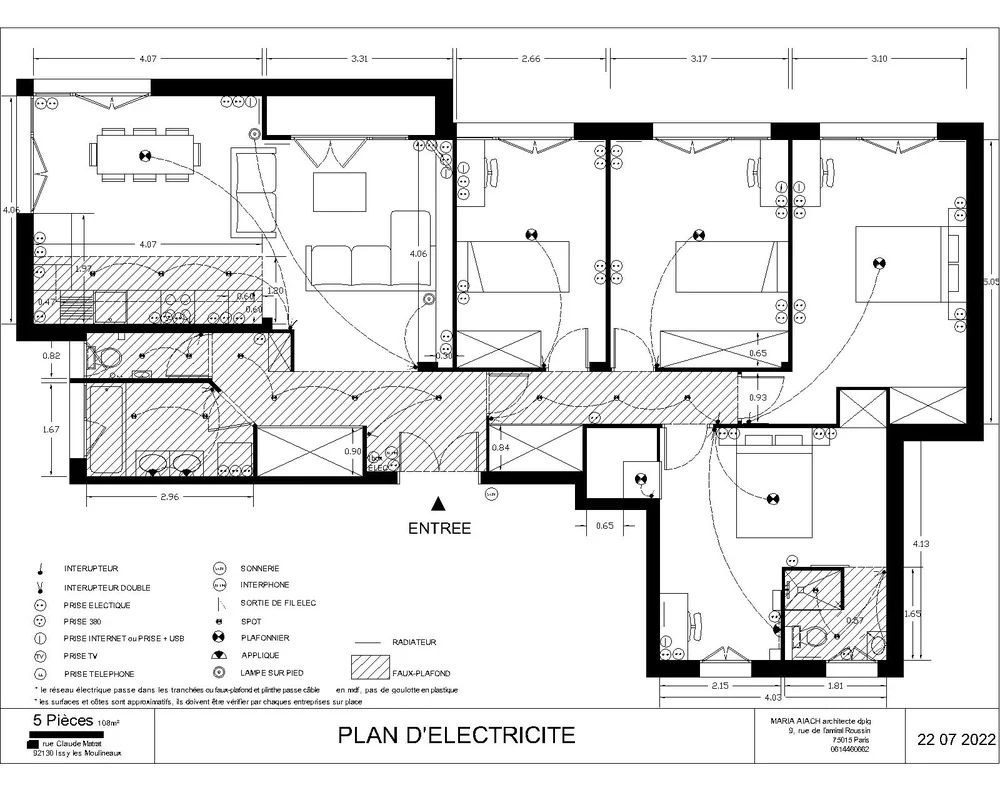 4.07 3.31 2.66 3.17 3.10
4.06
4.07
1.97
4.06
5.05
0.47
0.60
1.20
0.60
0.30
0.82
0.65
0.93
1.67
0.90
0.84
ELEC
2.96
0.65
ENTREE
4.13
1.65
0.57
2.15 1.81
4.03
INTERUPTEUR
INTERUPTEUR DOUBLE
PRISE ELECTIQUE
PRISE 380
PRISE INTERNET ou PRISE + USB
TV PRISE TV
PRISE TELEPHONE
SONNERIE
INTERPHONE
SORTIE DE FIL ELEC
SPOT
PLAFONNIER
APPLIQUE
LAMPE SUR PIED
RADIATEUR
FAUX-PLAFOND
* le réseau électrique passe dans les tranchées ou faux-plafond et plinthe passe câble en mdf, pas de goulotte en plastique
* les surfaces et côtes sont approximatifs, ils doivent être vérifier par chaques entreprises sur place
5 Pièces 108m²
rue Claude Matrat
92130 Issy les Moulineaux
PLAN D'ELECTRICITE
MARIA AIACH architecte dplg
9, rue de l'amiral Roussin
75015 Paris
0614460662
22 07 2022